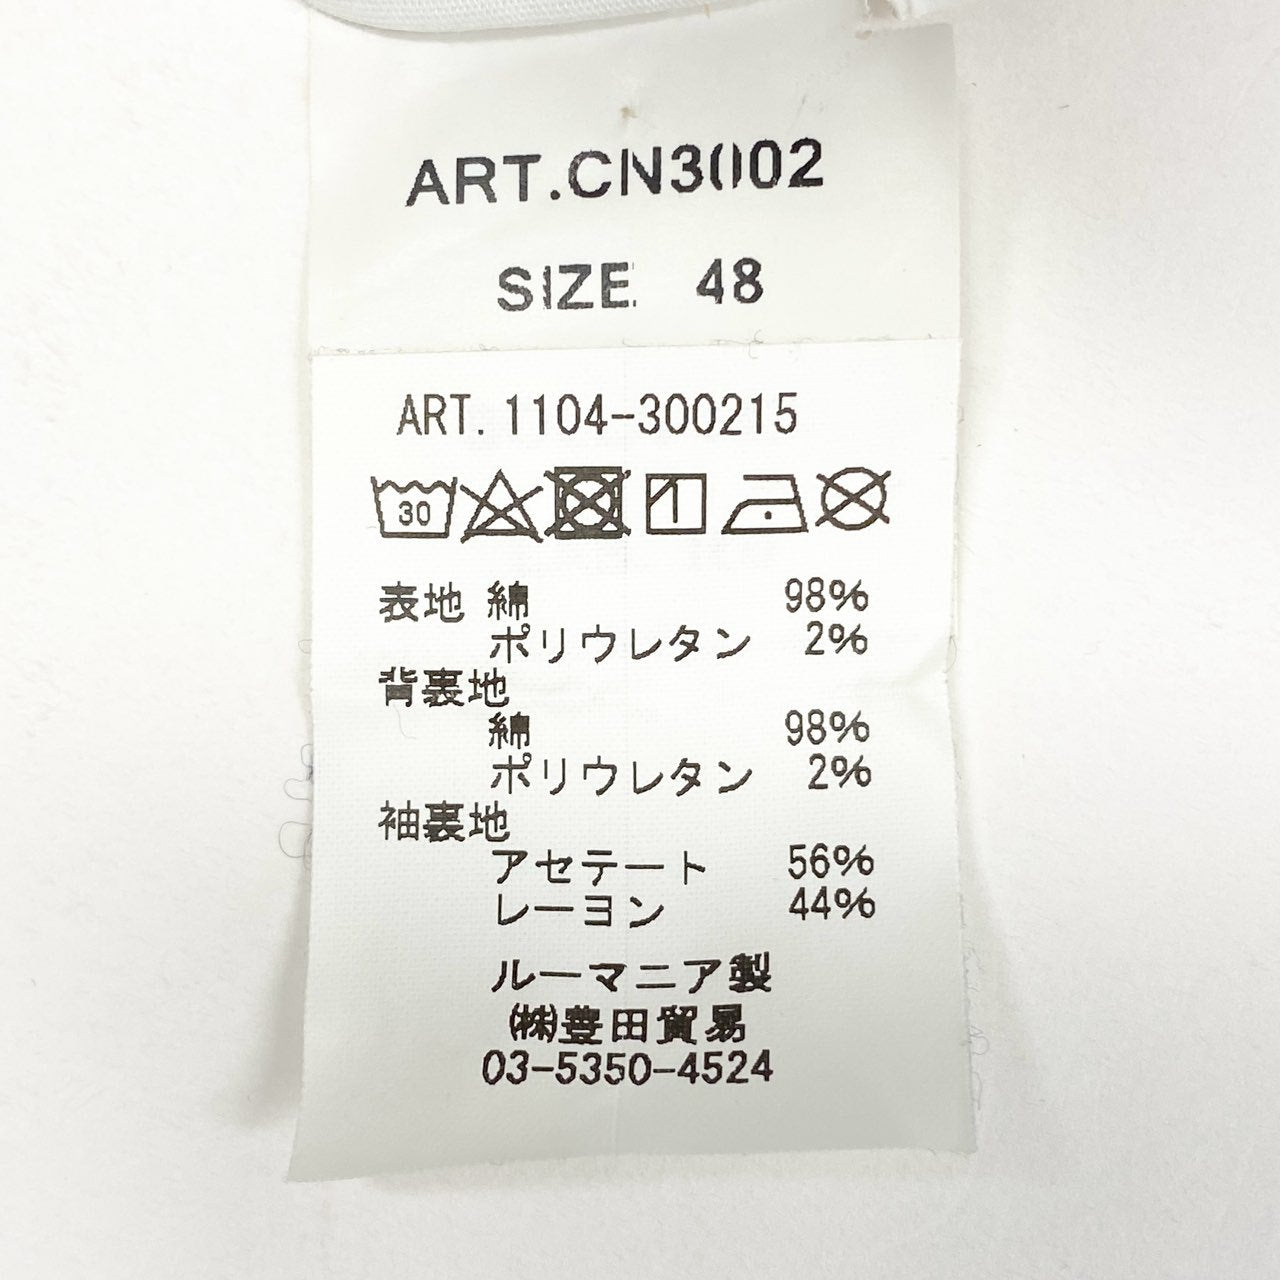 ART.CN3002
SIZE 48
ART. 1104-300215
30
表地 綿 98%
ポリウレタン 2%
背裏地
綿 98%
ポリウレタン 2%
袖裏地
アセテート 56%
レーヨン 44%
ルーマニア製
㈱豊田貿易
03-5350-4524